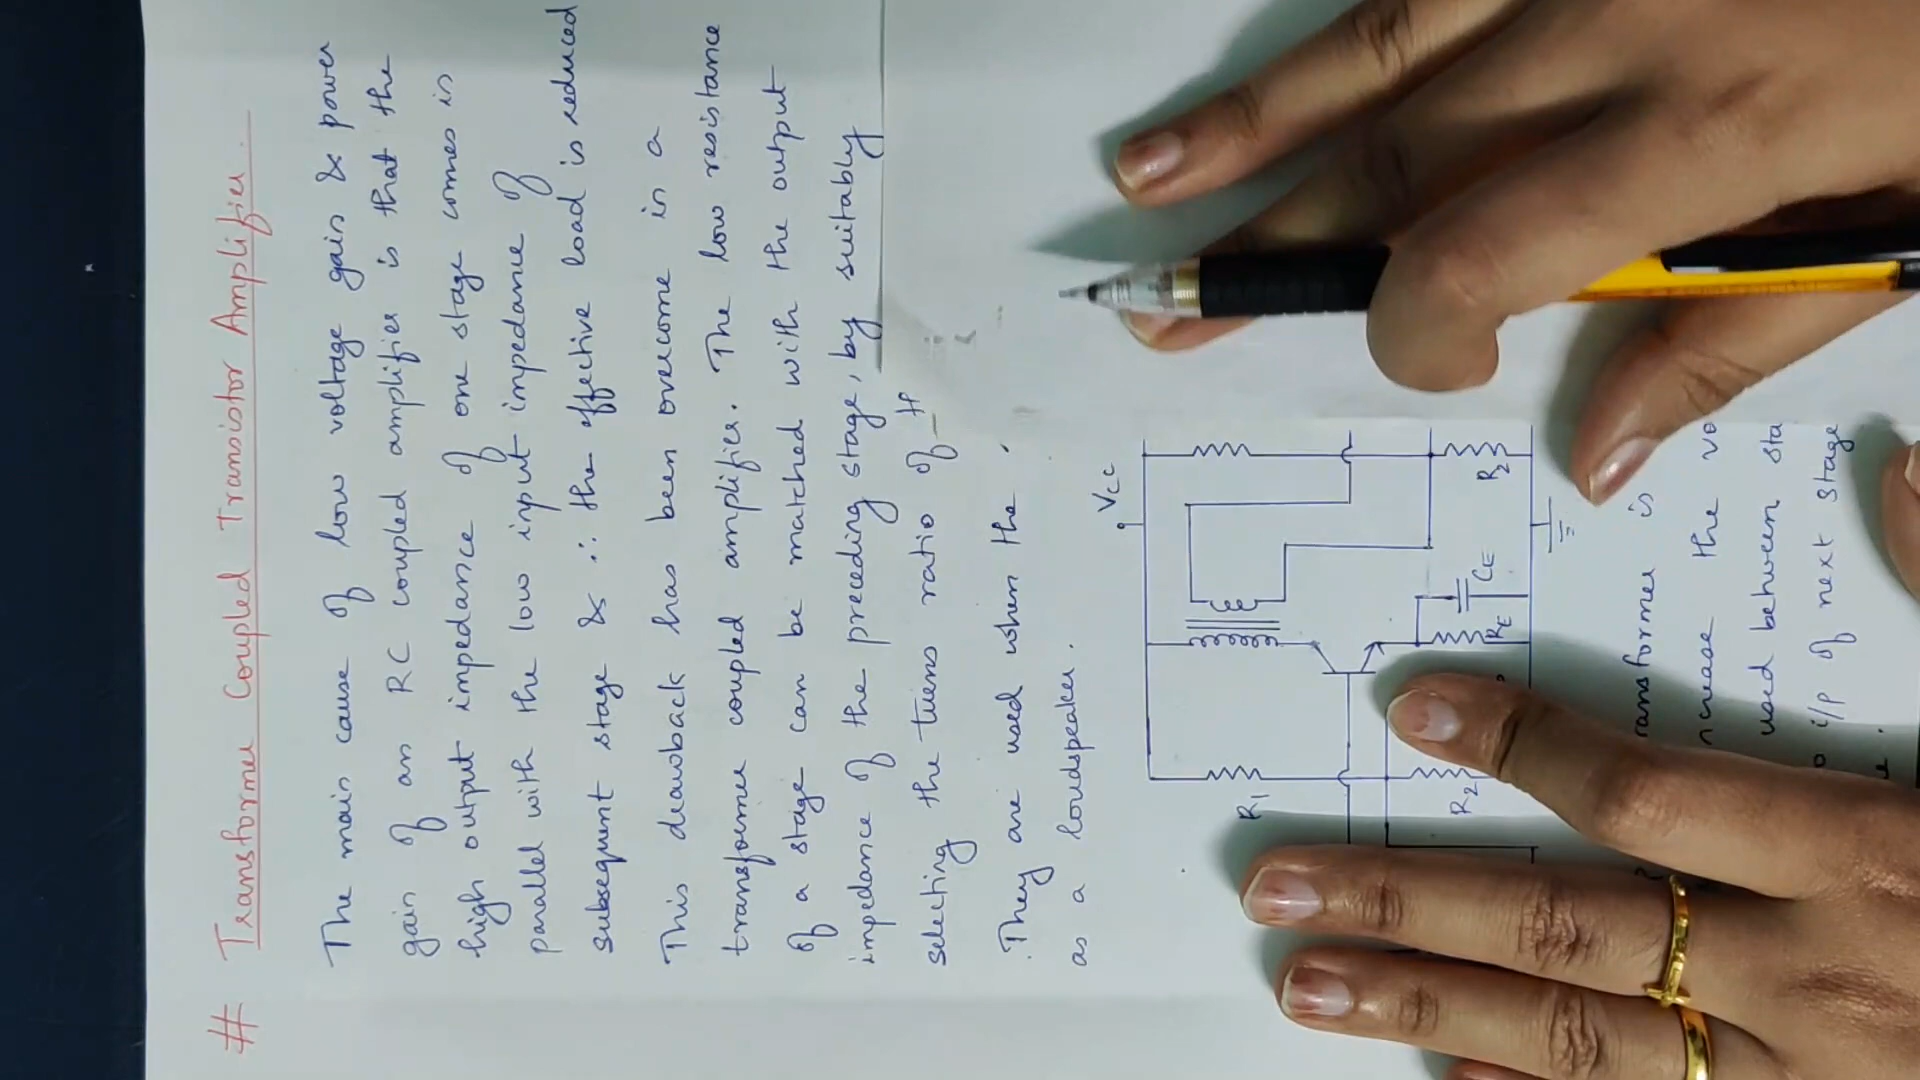 # Transformer Coupled Transistor Amplifier.
The main cause of low voltage gain & power
gain of an RC coupled amplifier is that the
high output impedance of one stage comes in
parallel with the low input impedance of
subsequent stage & ∴ the effective load is reduced
This drawback has been overcome in a
transformer coupled amplifier. The low resistance
of a stage can be matched with the output
impedance of the preceding stage, by suitably
selecting the turns ratio of
They are used when the
as a loudspeaker.
VCC
R1
R2
RE
CE
R2
used between
i/p of next stage